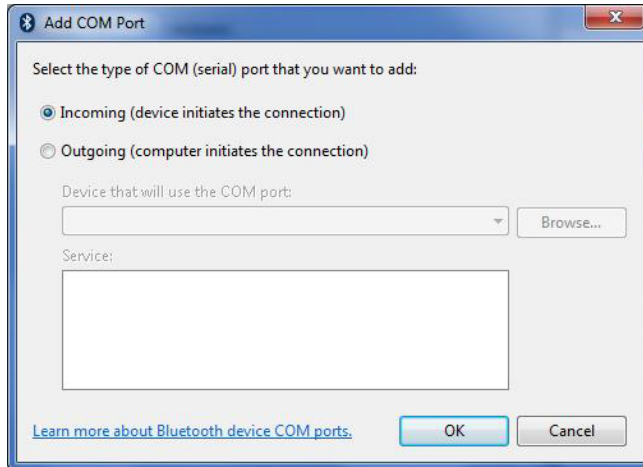 Add COM Port
Select the type of COM (serial) port that you want to add:
Incoming (device initiates the connection)
Outgoing (computer initiates the connection)
Device that will use the COM port:
Browse...
Service:
Learn more about Bluetooth device COM ports.
OK
Cancel